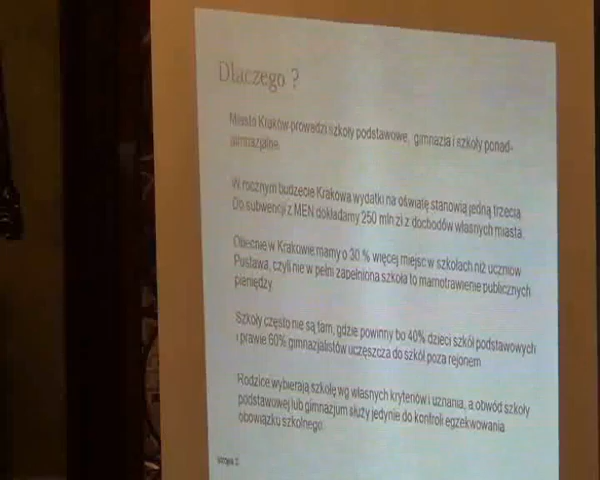 Dlaczego ?
Miasto Kraków prowadzi szkoły podstawowe, gimnazja i szkoły ponad-
gimnazjalne.
W rocznym budżecie Krakowa wydatki na oświatę stanowią jedną trzecią.
Do subwencji z MEN dokładamy 250 mln zł z dochodów własnych miasta.
Obecnie w Krakowie mamy o 30 % więcej miejsc w szkołach niż uczniów
Pustawa, czyli nie w pełni zapełniona szkoła to marnotrawienie publicznych
pieniędzy.
Szkoły często nie są tam, gdzie powinny bo 40% dzieci szkół podstawowych
i prawie 60% gimnazjalistów uczęszcza do szkół poza rejonem.
Rodzice wybierają szkołę wg własnych kryteriów i uznania, a obwód szkoły
podstawowej lub gimnazjum służy jedynie do kontroli egzekwowania
obowiązku szkolnego.